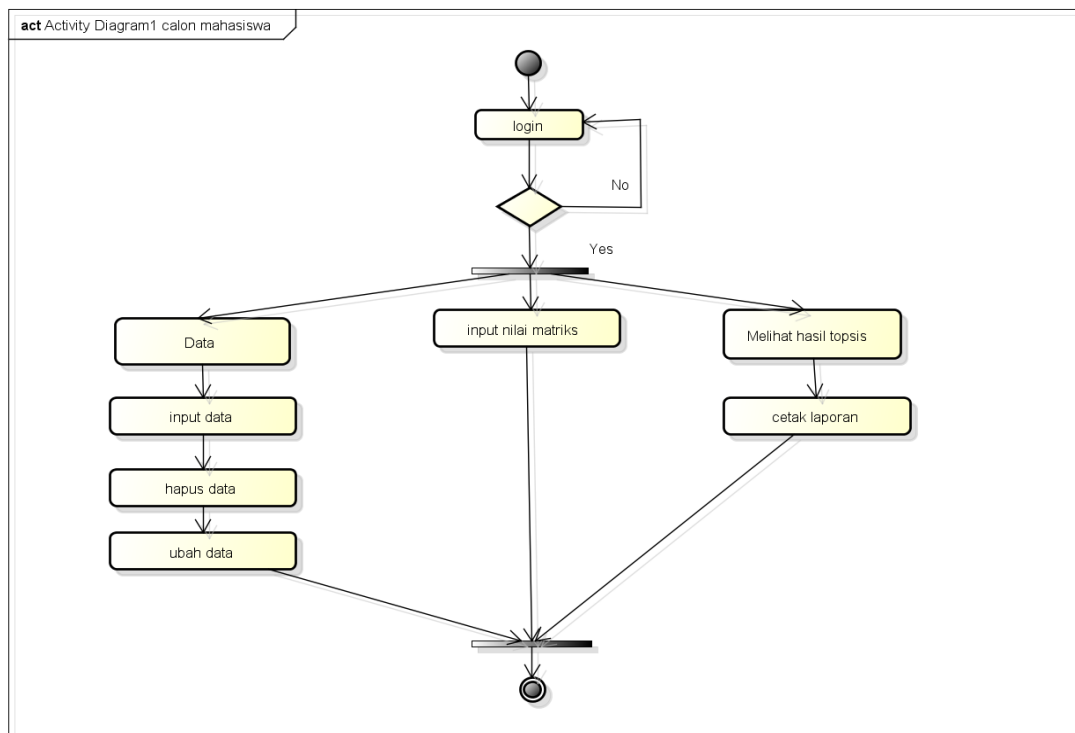 act Activity Diagram1 calon mahasiswa
login
No
Yes
Data
input nilai matriks
Melihat hasil topsis
input data
cetak laporan
hapus data
ubah data